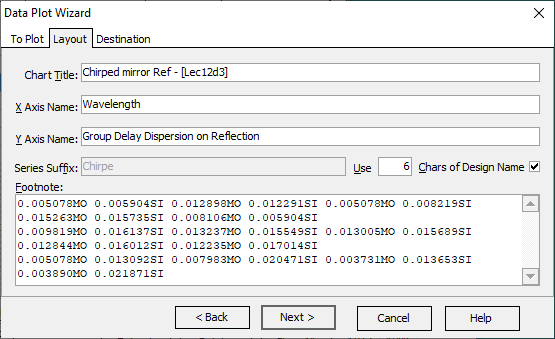 Data Plot Wizard
To Plot Layout Destination
Chart Title: Chirped mirror Ref - [Lec12d3]
X Axis Name: Wavelength
Y Axis Name: Group Delay Dispersion on Reflection
Series Suffix: Chirpe Use 6 Chars of Design Name
Footnote:
0.005078MO 0.005904SI 0.012898MO 0.012291SI 0.005078MO 0.008219SI
0.015263MO 0.015735SI 0.008106MO 0.005904SI
0.009819MO 0.016137SI 0.013237MO 0.015549SI 0.013005MO 0.015689SI
0.012844MO 0.016012SI 0.012235MO 0.017014SI
0.005078MO 0.013092SI 0.007983MO 0.020471SI 0.003731MO 0.013653SI
0.003890MO 0.021871SI
< Back Next > Cancel Help